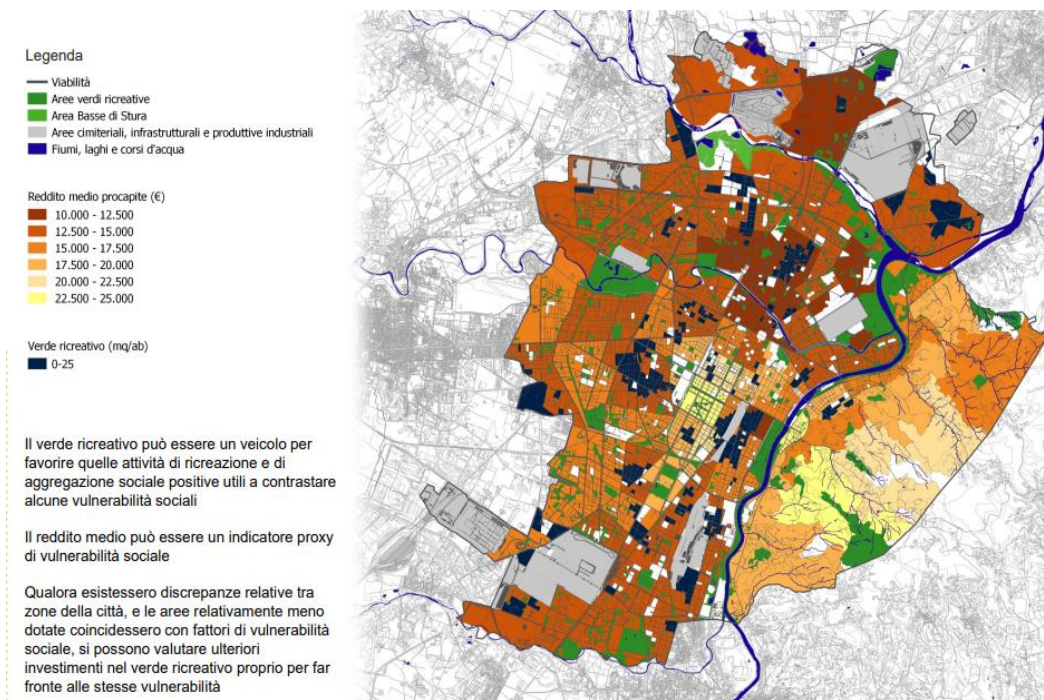 Legenda
Viabilità
Aree verdi ricreative
Area Basse di Stura
Aree cimiteriali, infrastrutturali e produttive industriali
Fiumi, laghi e corsi d'acqua
Reddito medio procapite (€)
10.000 - 12.500
12.500 - 15.000
15.000 - 17.500
17.500 - 20.000
20.000 - 22.500
22.500 - 25.000
Verde ricreativo (mq/ab)
0-25
Il verde ricreativo può essere un veicolo per
favorire quelle attività di ricreazione e di
aggregazione sociale positive utili a contrastare
alcune vulnerabilità sociali
Il reddito medio può essere un indicatore proxy
di vulnerabilità sociale
Qualora esistessero discrepanze relative tra
zone della città, e le aree relativamente meno
dotate coincidessero con fattori di vulnerabilità
sociale, si possono valutare ulteriori
investimenti nel verde ricreativo proprio per far
fronte alle stesse vulnerabilità